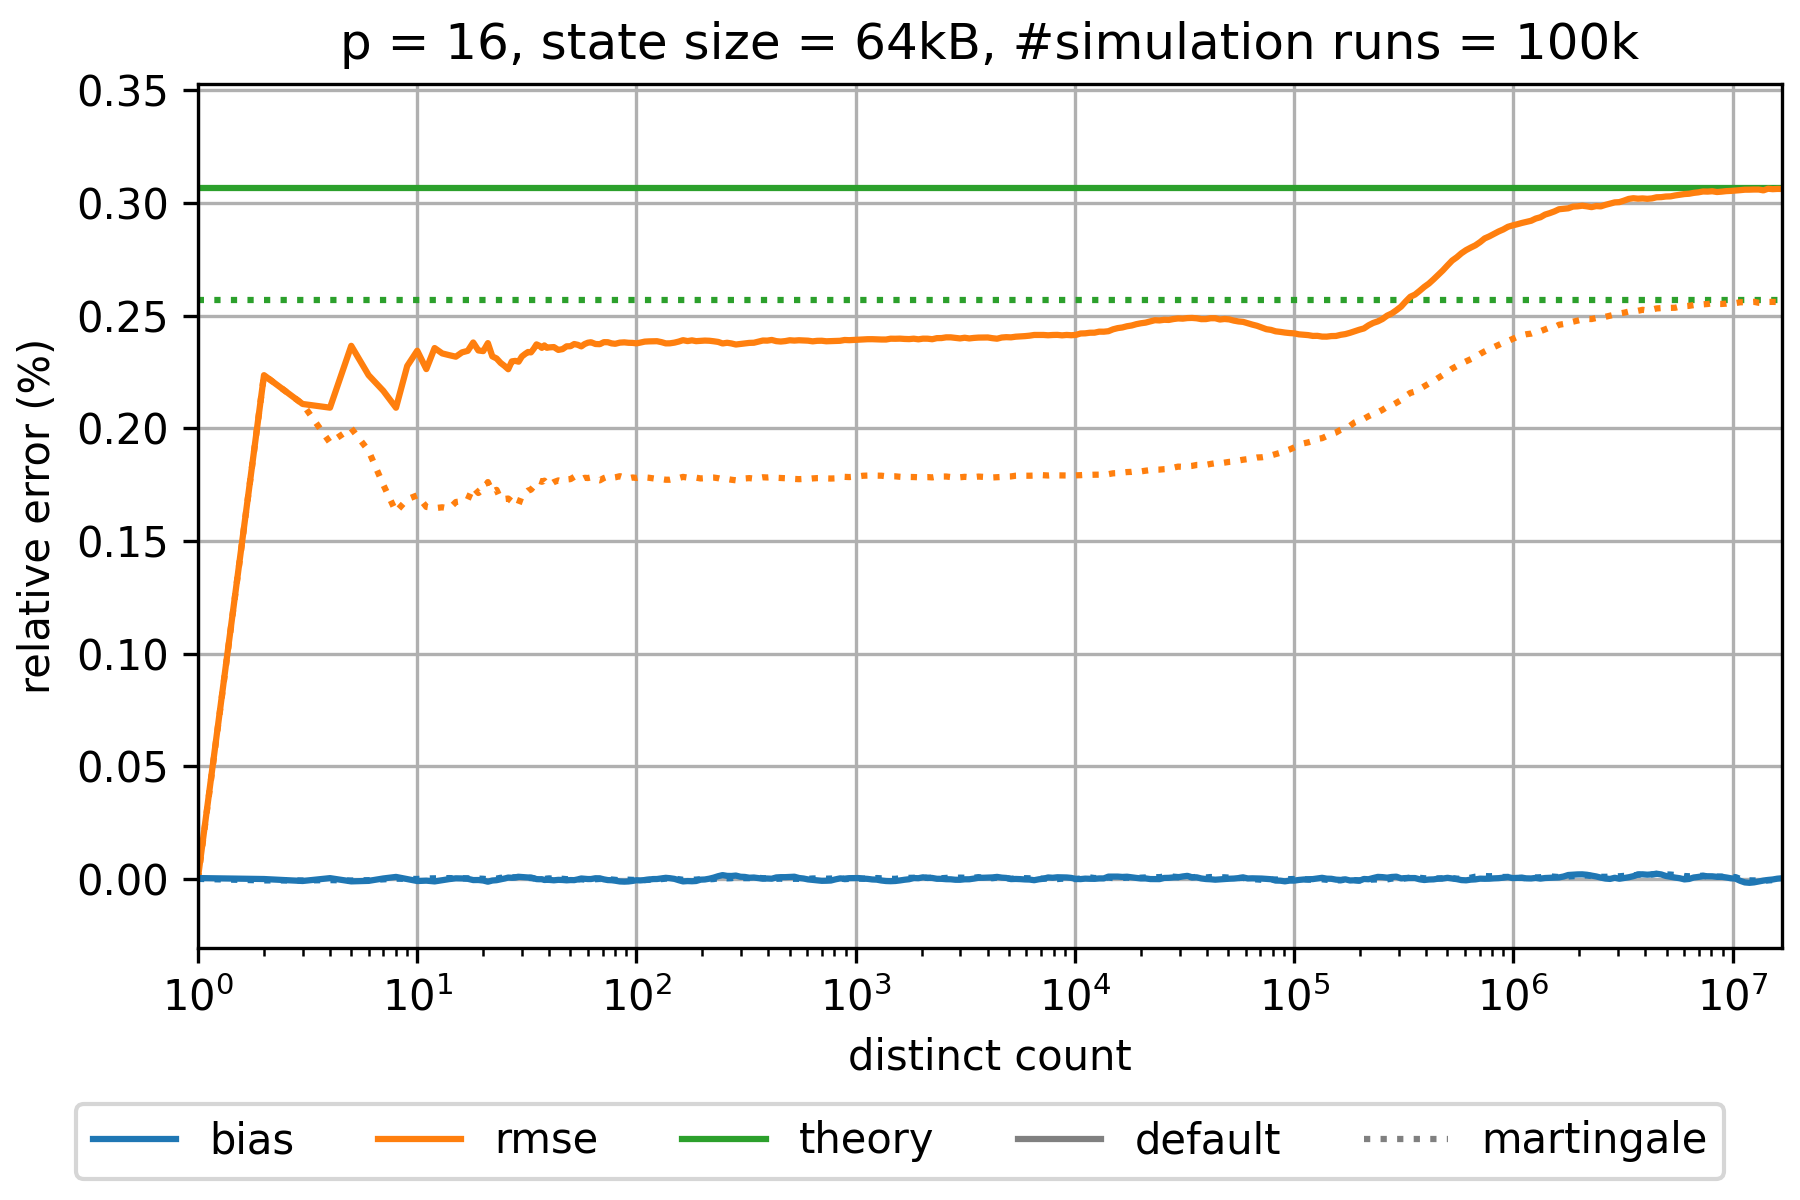 p = 16, state size = 64kB, #simulation runs = 100k
relative error (%)
0.35
0.30
0.25
0.20
0.15
0.10
0.05
0.00
10⁰ 10¹ 10² 10³ 10⁴ 10⁵ 10⁶ 10⁷
distinct count
bias rmse theory default martingale